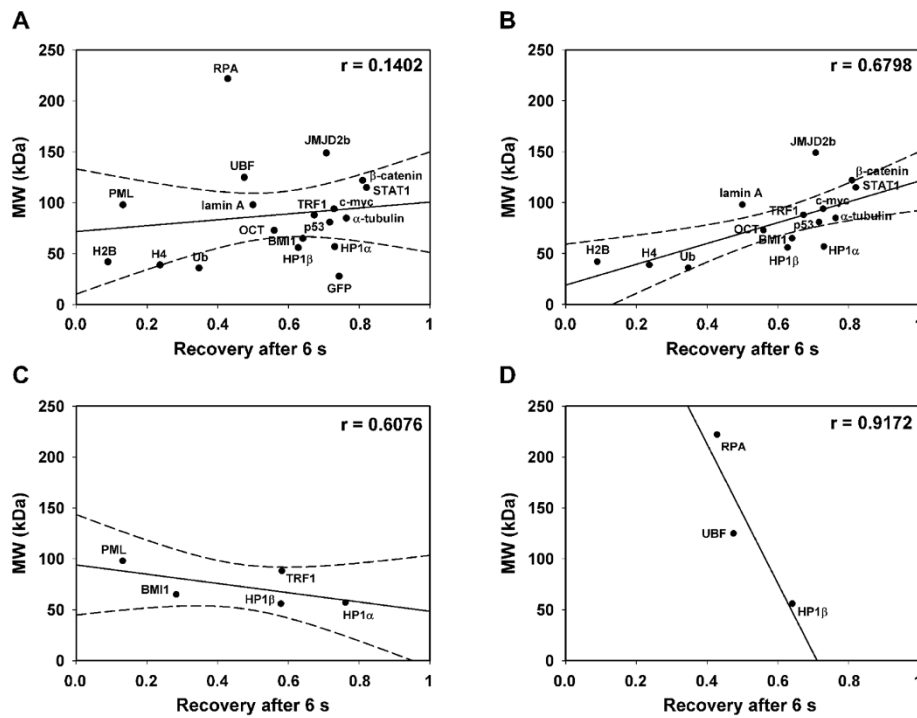 A
r = 0.1402
MW (kDa)
250
200
150
100
50
0
RPA
JMJD2b
UBF
β-catenin
STAT1
PML
lamin A
TRF1
c-myc
α-tubulin
OCT
p53
BMI1
H2B
H4
Ub
HP1β
HP1α
GFP
0.0
0.2
0.4
0.6
0.8
1
Recovery after 6 s
B
r = 0.6798
MW (kDa)
250
200
150
100
50
0
JMJD2b
β-catenin
STAT1
lamin A
TRF1
c-myc
α-tubulin
OCT
p53
BMI1
H2B
H4
Ub
HP1β
HP1α
0.0
0.2
0.4
0.6
0.8
1
Recovery after 6 s
C
r = 0.6076
MW (kDa)
250
200
150
100
50
0
PML
TRF1
BMI1
HP1β
HP1α
0.0
0.2
0.4
0.6
0.8
1
Recovery after 6 s
D
r = 0.9172
MW (kDa)
250
200
150
100
50
0
RPA
UBF
HP1β
0.0
0.2
0.4
0.6
0.8
1
Recovery after 6 s